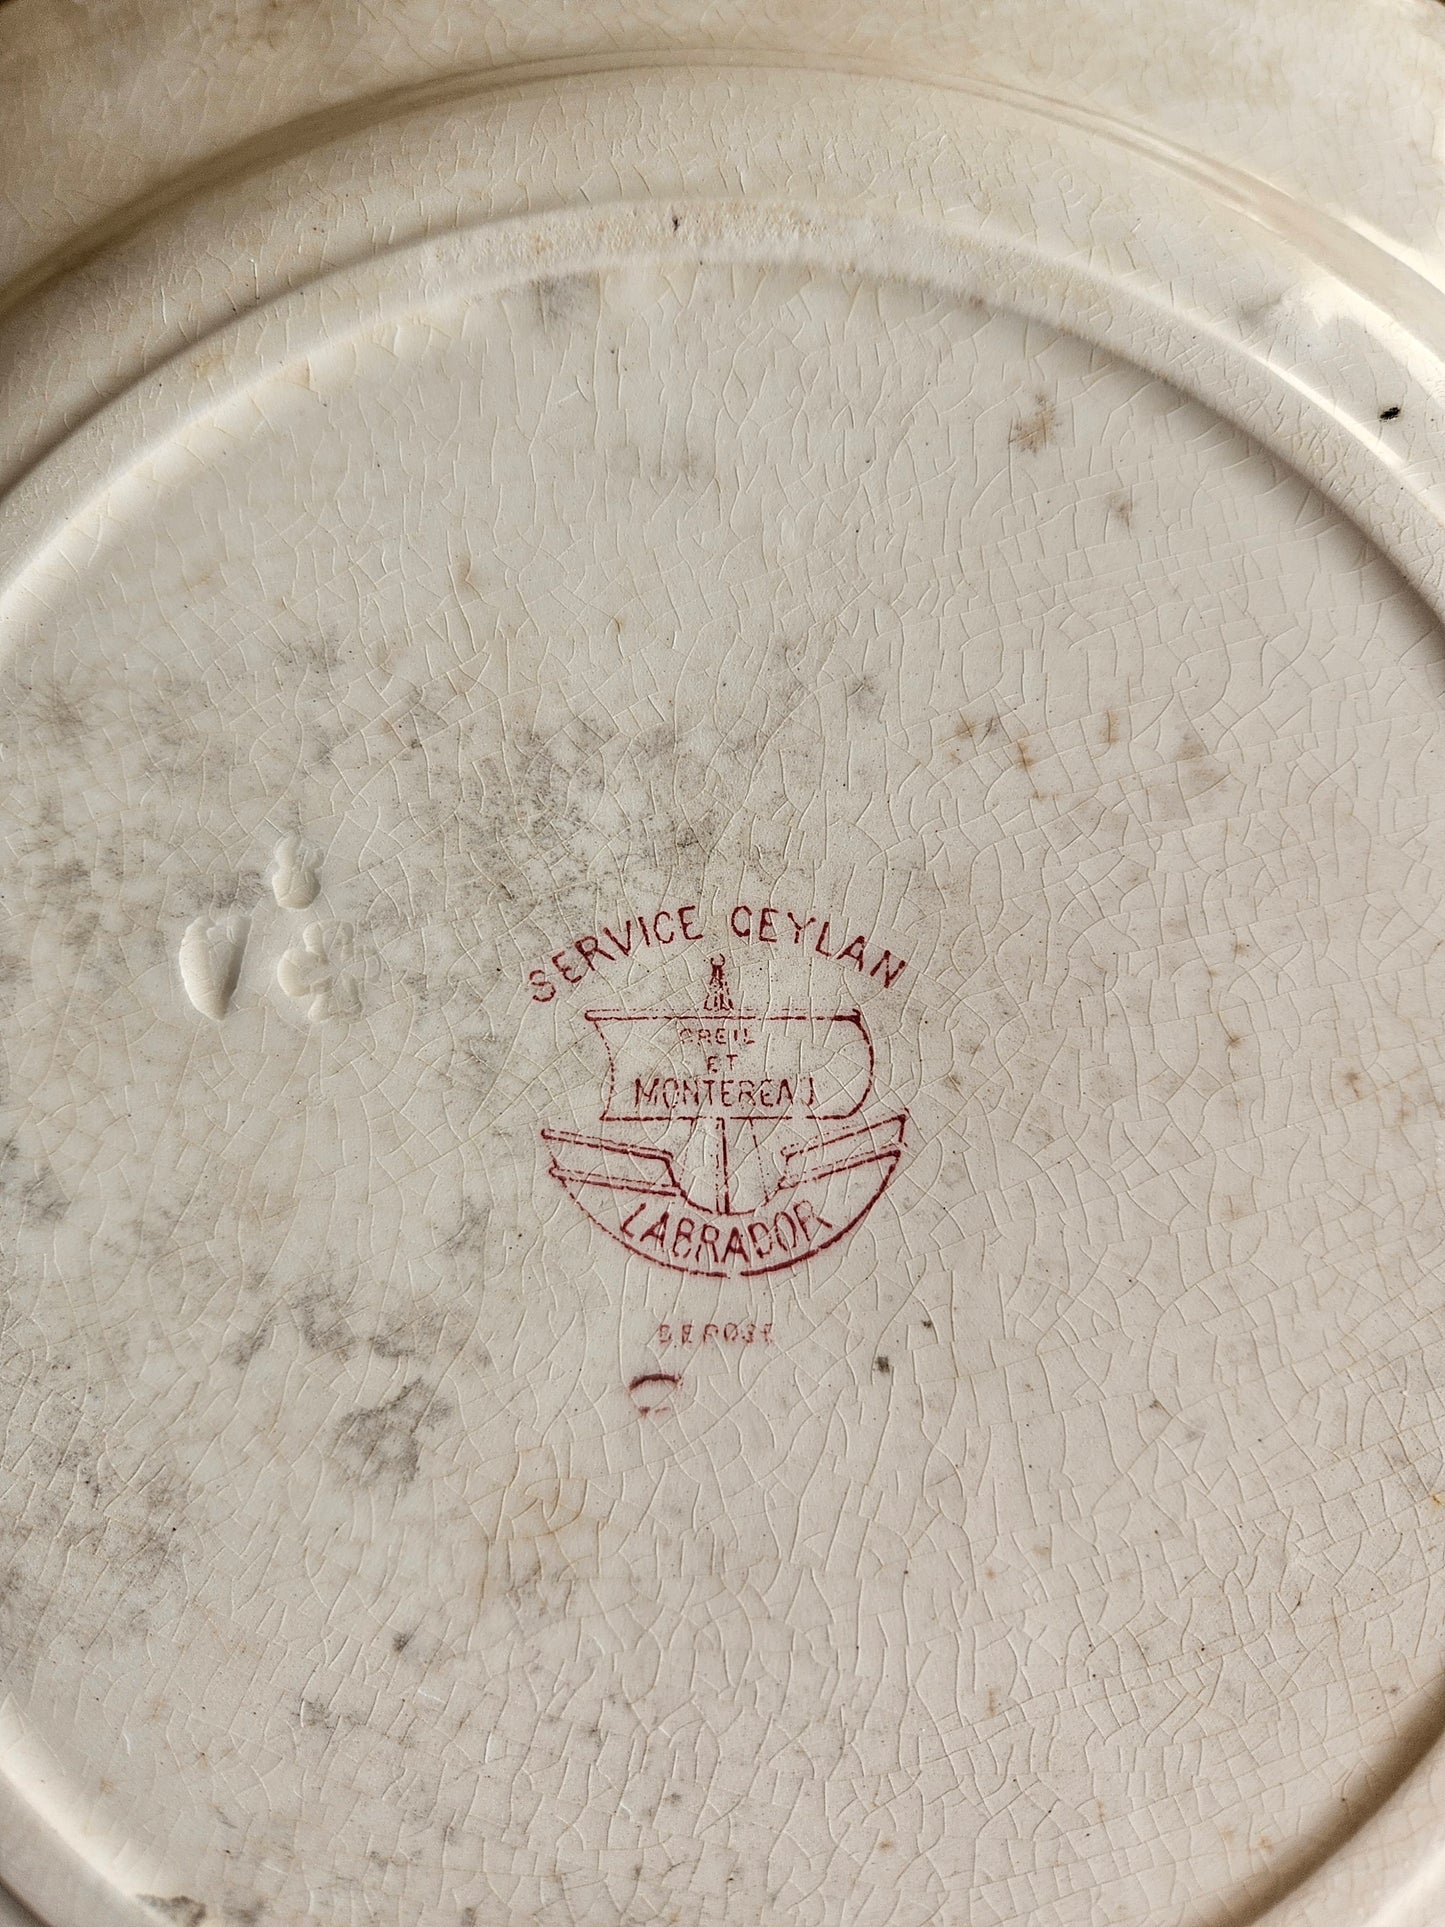 SERVICE CEYLAN
CREIL
ET
MONTEREAU
LABRADOR
DEPOSE